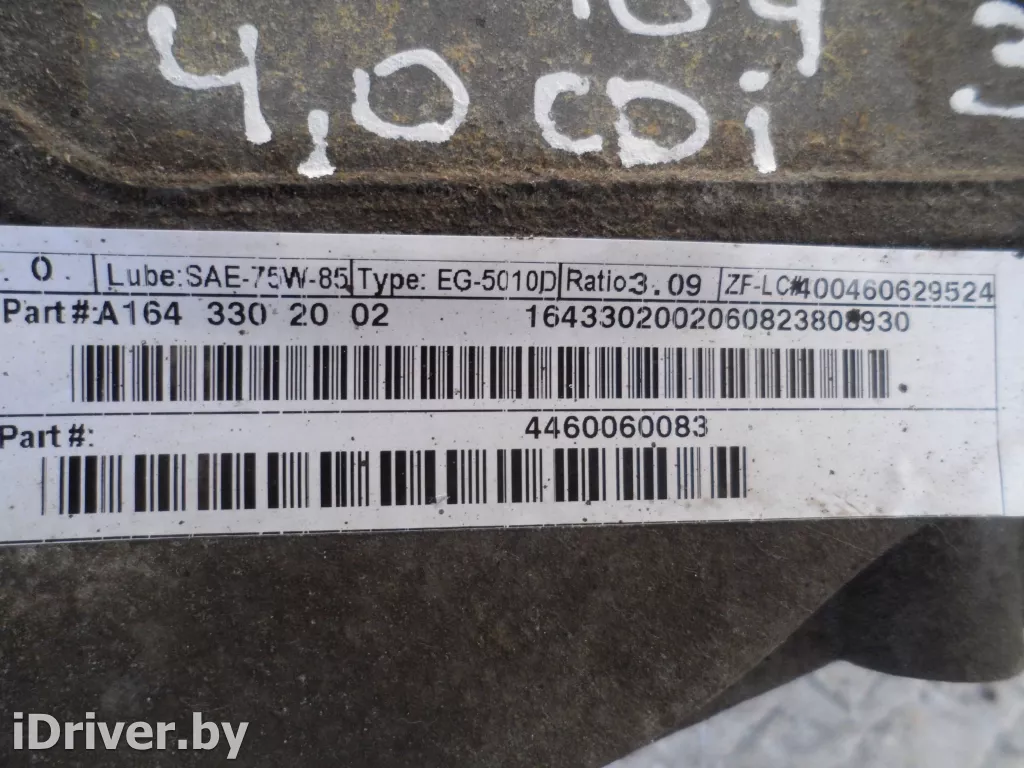 4,0 CDi
.0. Lube:SAE-75W-85 Type: EG-5010D Ratio3.09 ZF-LC#400460629524
Part #:A164 330 20 02 1643302002060823808930
Part #: 4460060083
iDriver.by